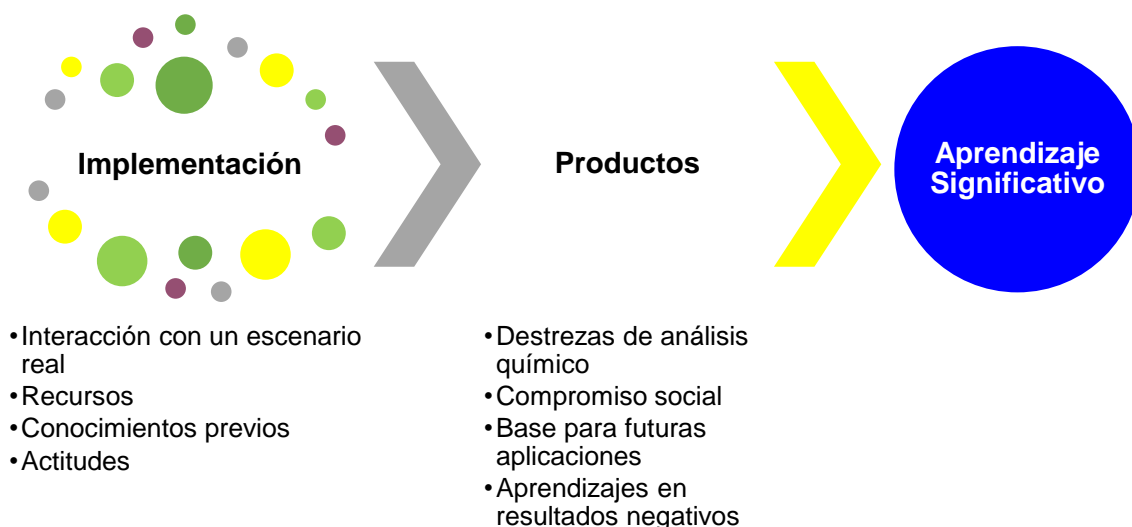 Implementación
Productos
Aprendizaje
Significativo
•Interacción con un escenario
real
•Recursos
•Conocimientos previos
•Actitudes
•Destrezas de análisis
químico
•Compromiso social
•Base para futuras
aplicaciones
•Aprendizajes en
resultados negativos